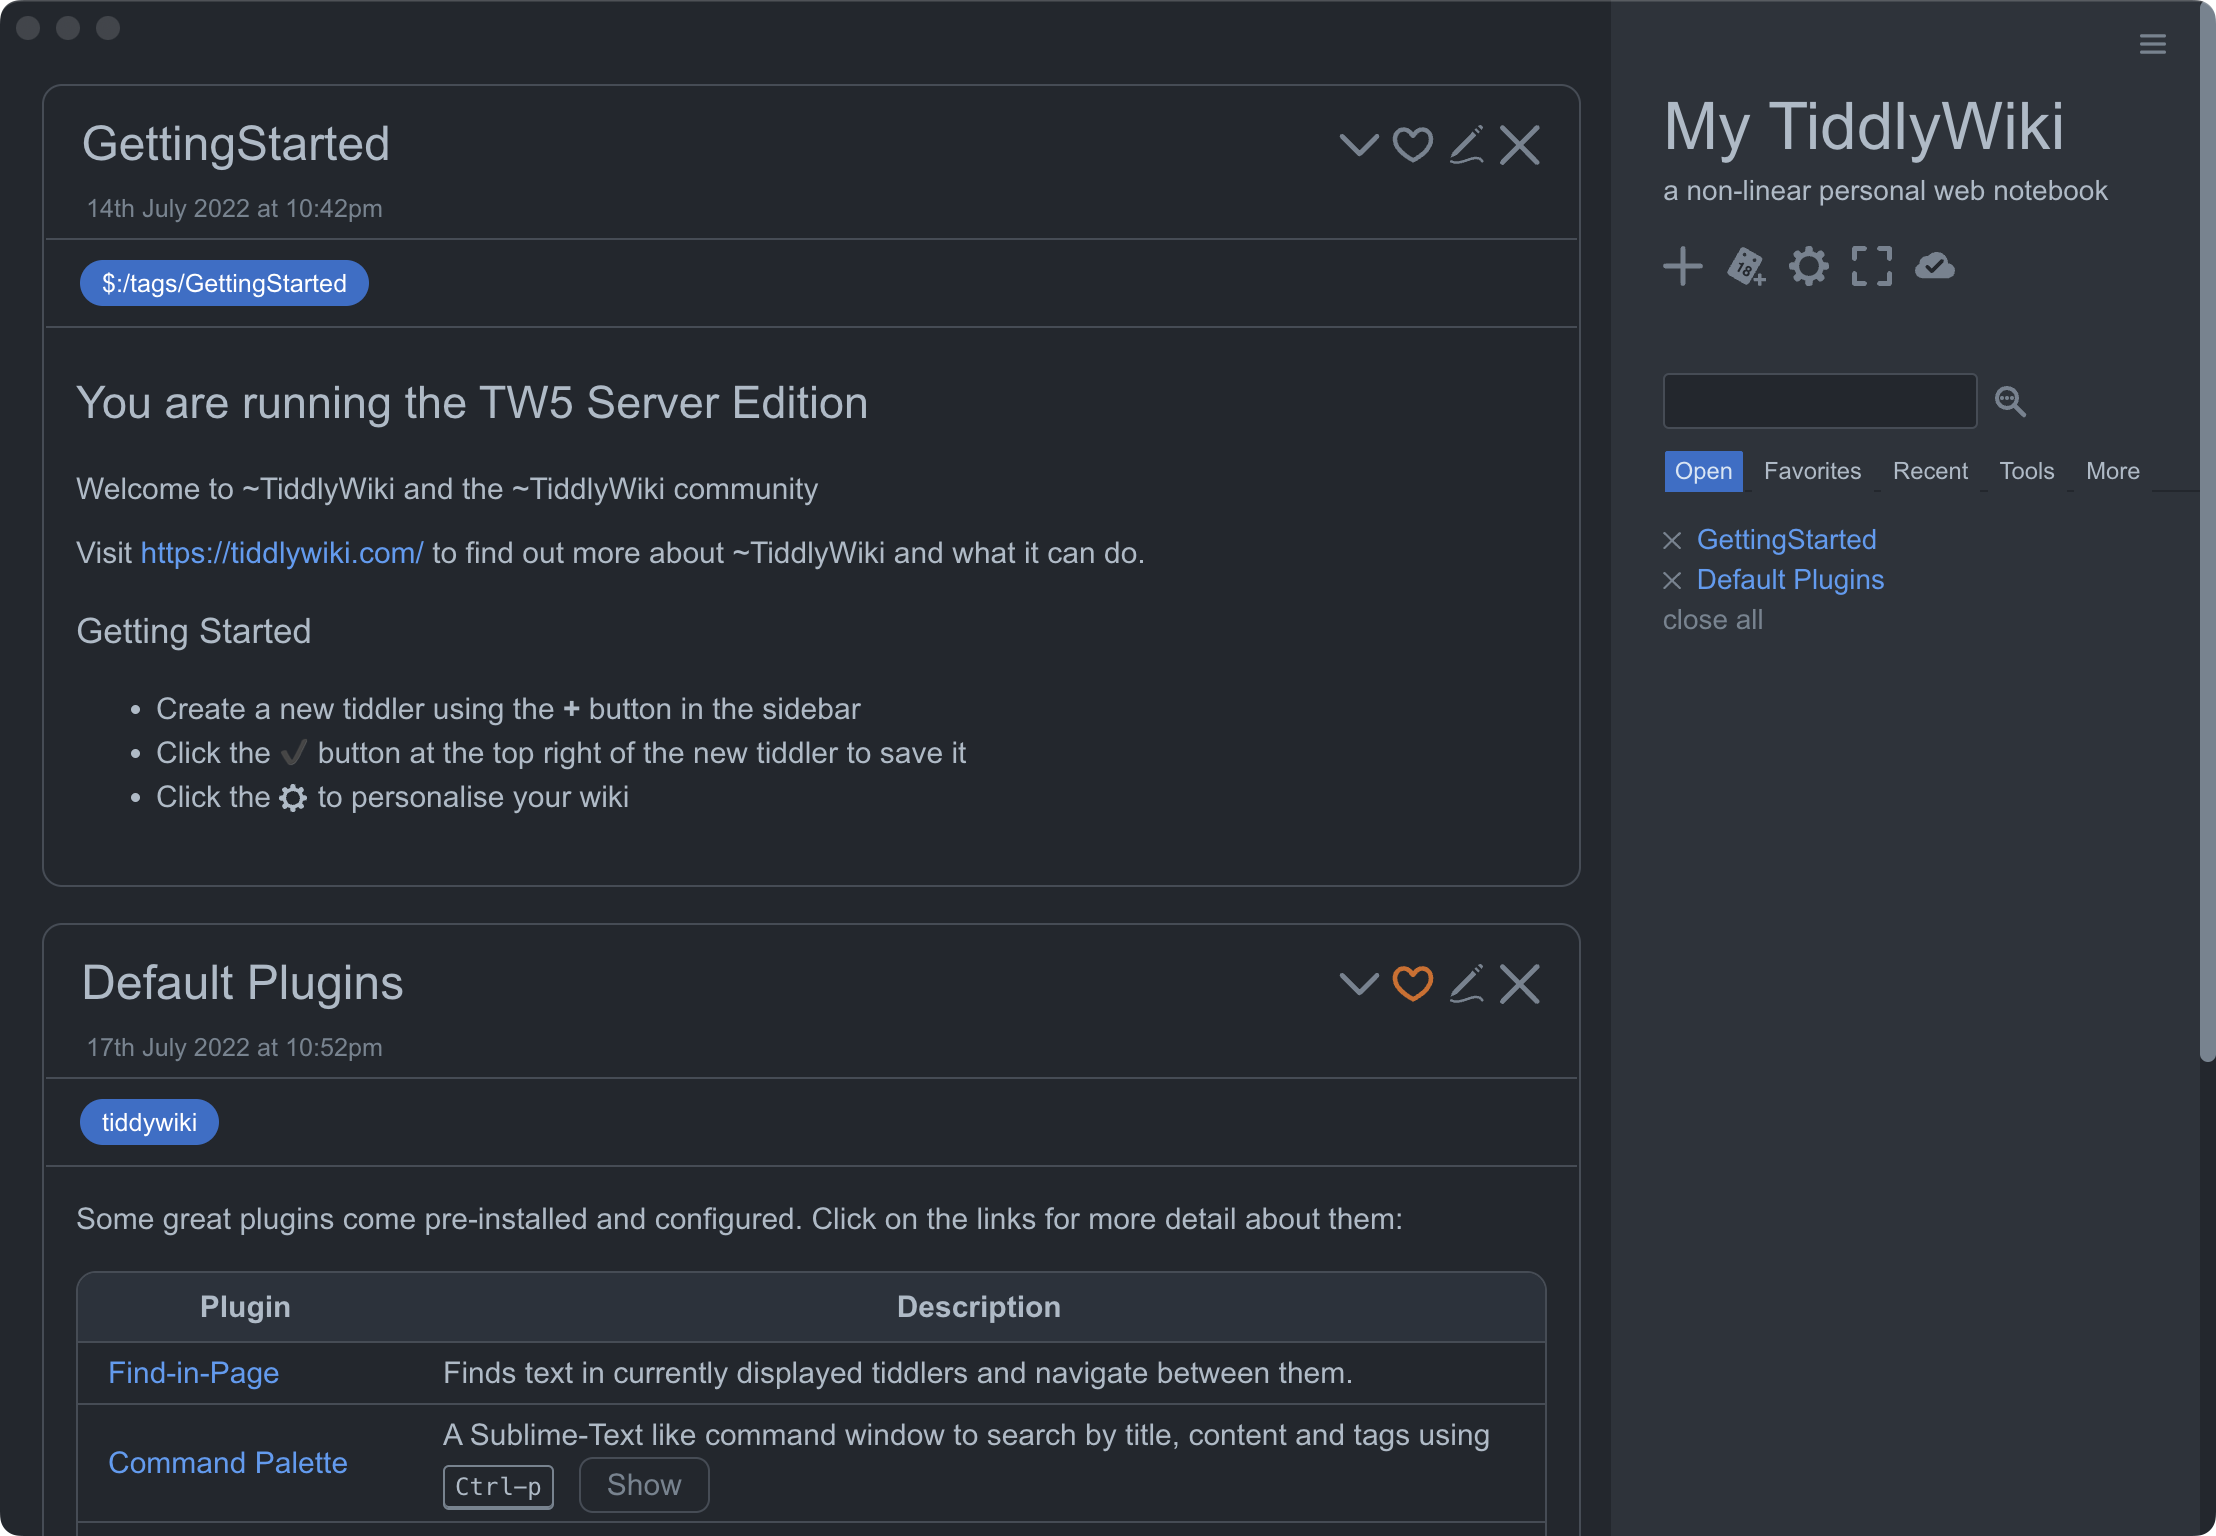 GettingStarted
14th July 2022 at 10:42pm
$:/tags/GettingStarted
You are running the TW5 Server Edition
Welcome to ~TiddlyWiki and the ~TiddlyWiki community
Visit https://tiddlywiki.com/ to find out more about ~TiddlyWiki and what it can do.
Getting Started
• Create a new tiddler using the + button in the sidebar
• Click the ✔ button at the top right of the new tiddler to save it
• Click the ⚙ to personalise your wiki
Default Plugins
17th July 2022 at 10:52pm
tiddywiki
Some great plugins come pre-installed and configured. Click on the links for more detail about them:
Plugin Description
Find-in-Page Finds text in currently displayed tiddlers and navigate between them.
Command Palette A Sublime-Text like command window to search by title, content and tags using
Ctrl-p Show
My TiddlyWiki
a non-linear personal web notebook
18
Open Favorites Recent Tools More
GettingStarted
Default Plugins
close all